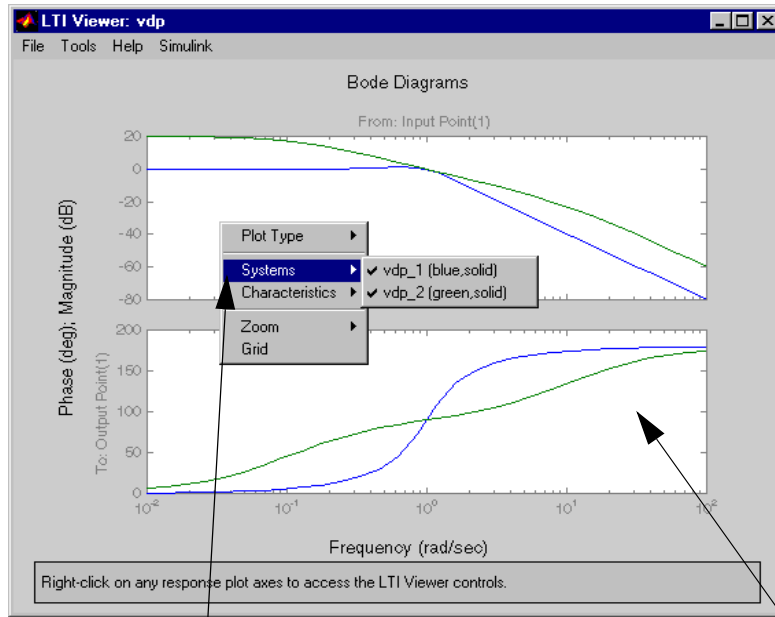 LTI Viewer: vdp
File Tools Help Simulink
Bode Diagrams
From: Input Point(1)
Phase (deg); Magnitude (dB)
To: Output Point(1)
20
0
-20
-40
-60
-80
200
150
100
50
0
10-2 10-1 100 101 102
Plot Type
Systems
Characteristics
Zoom
Grid
vdp_1 (blue,solid)
vdp_2 (green,solid)
Frequency (rad/sec)
Right-click on any response plot axes to access the LTI Viewer controls.